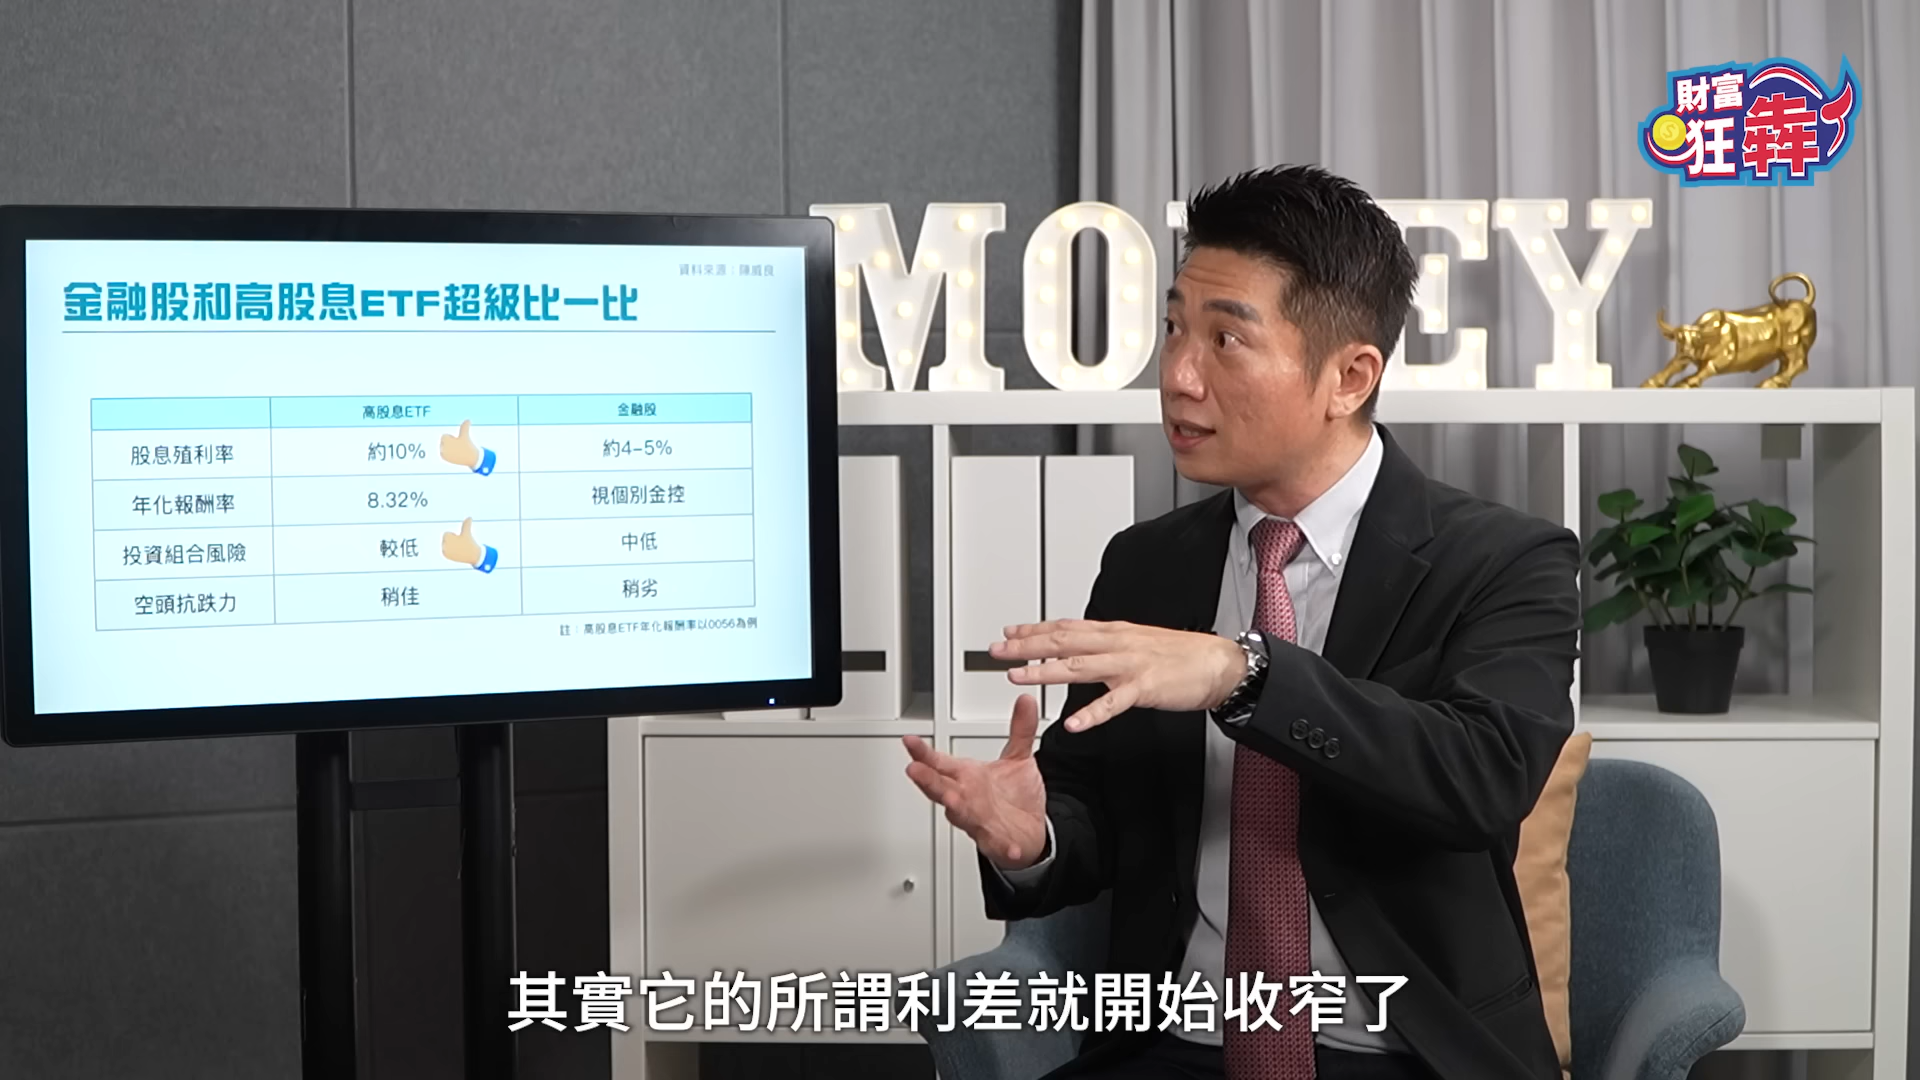 財富
狂犇
MONEY
資料來源：陳威良
金融股和高股息ETF超級比一比
高股息ETF 金融股
股息殖利率 約10% 約4-5%
年化報酬率 8.32% 視個別金控
投資組合風險 較低 中低
空頭抗跌力 稍佳 稍劣
註：高股息ETF年化報酬率以0056為例
其實它的所謂利差就開始收窄了